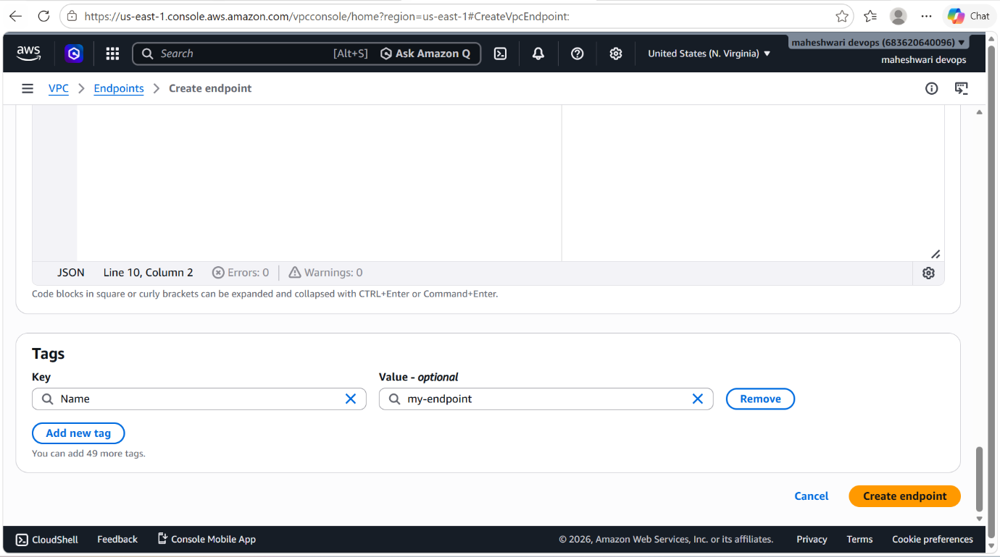 https://us-east-1.console.aws.amazon.com/vpcconsole/home?region=us-east-1#CreateVpcEndpoint:
Chat
aws
Search [Alt+S] Ask Amazon Q United States (N. Virginia) ▼ maheshwari devops (683620640096) ▼
maheshwari devops
VPC > Endpoints > Create endpoint
JSON Line 10, Column 2 Errors: 0 Warnings: 0
Code blocks in square or curly brackets can be expanded and collapsed with CTRL+Enter or Command+Enter.
Tags
Key Value - optional
Name my-endpoint Remove
Add new tag
You can add 49 more tags.
Cancel Create endpoint
CloudShell Feedback Console Mobile App © 2026, Amazon Web Services, Inc. or its affiliates. Privacy Terms Cookie preferences